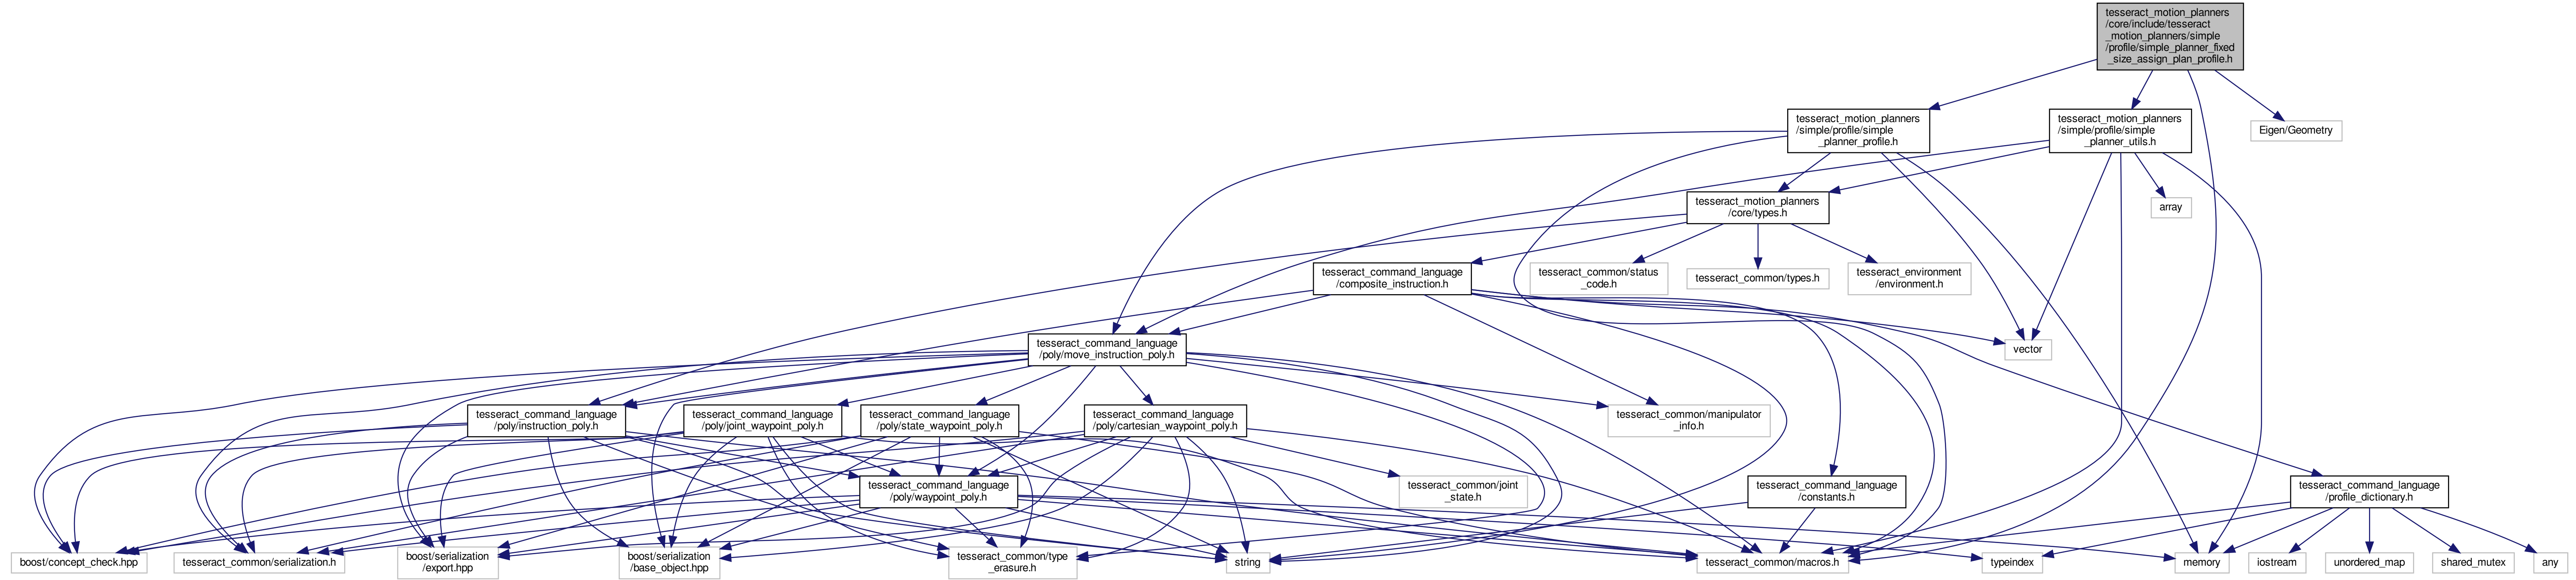 tesseract_motion_planners
/core/include/tesseract
_motion_planners/simple
/profile/simple_planner_fixed
_size_assign_plan_profile.h
tesseract_motion_planners
/simple/profile/simple
_planner_profile.h
tesseract_motion_planners
/simple/profile/simple
_planner_utils.h
Eigen/Geometry
tesseract_motion_planners
/core/types.h
array
tesseract_command_language
/composite_instruction.h
tesseract_common/status
_code.h
tesseract_common/types.h
tesseract_environment
/environment.h
tesseract_command_language
/poly/move_instruction_poly.h
vector
tesseract_command_language
/poly/instruction_poly.h
tesseract_command_language
/poly/joint_waypoint_poly.h
tesseract_command_language
/poly/state_waypoint_poly.h
tesseract_command_language
/poly/cartesian_waypoint_poly.h
tesseract_common/manipulator
_info.h
tesseract_command_language
/poly/waypoint_poly.h
tesseract_common/joint
_state.h
tesseract_command_language
/constants.h
tesseract_command_language
/profile_dictionary.h
boost/concept_check.hpp
tesseract_common/serialization.h
boost/serialization
/export.hpp
boost/serialization
/base_object.hpp
tesseract_common/type
_erasure.h
string
tesseract_common/macros.h
typeindex
memory
iostream
unordered_map
shared_mutex
any